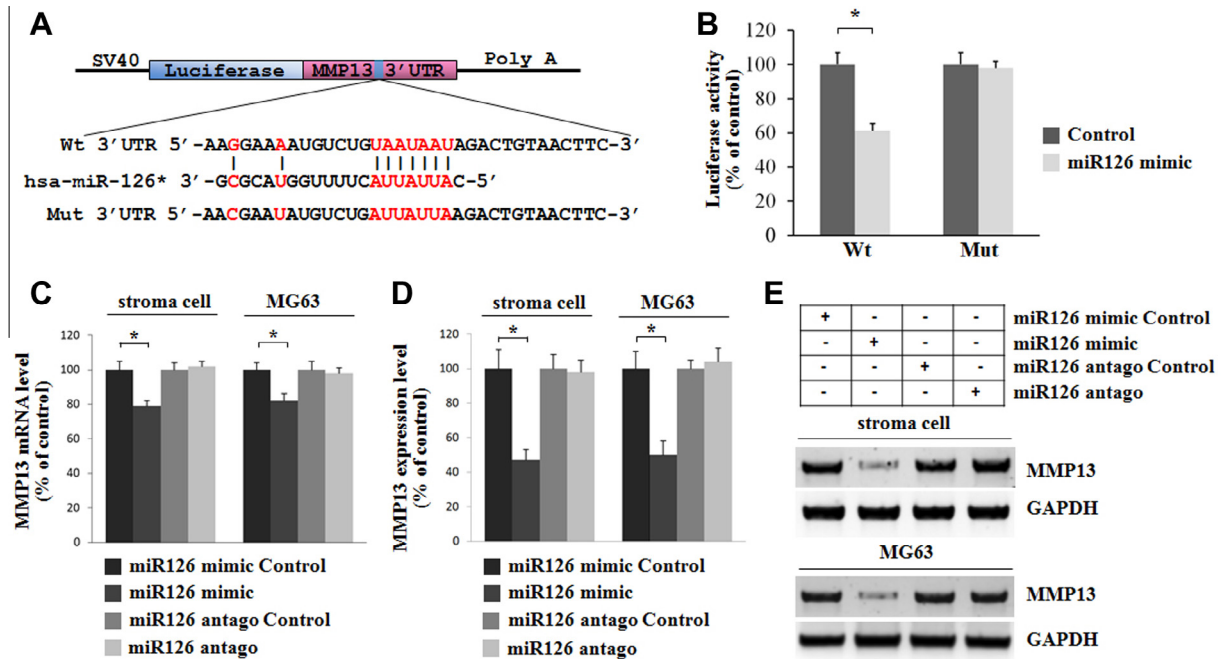 A
SV40 Luciferase MMP13 3'UTR Poly A
Wt 3'UTR 5'-AAGGAAAAUGUCUGUAAUAAUAGACTGTAACTTC-3'
hsa-miR-126* 3'-GCGCAUGGUUUUCAUUAUUAC-5'
Mut 3'UTR 5'-AACGAAUAUGUCUGAUUAUUAAGACTGTAACTTC-3'
B
Luciferase activity
(% of control)
120
100
80
60
40
20
0
*
Wt Mut
Control
miR126 mimic
C
stroma cell MG63
MMP13 mRNA level
(% of control)
120
100
80
60
40
20
0
* *
miR126 mimic Control
miR126 mimic
miR126 antago Control
miR126 antago
D
stroma cell MG63
MMP13 expression level
(% of control)
120
100
80
60
40
20
0
* *
miR126 mimic Control
miR126 mimic
miR126 antago Control
miR126 antago
E
+ - - - miR126 mimic Control
- + - - miR126 mimic
- - + - miR126 antago Control
- - - + miR126 antago
stroma cell
MMP13
GAPDH
MG63
MMP13
GAPDH